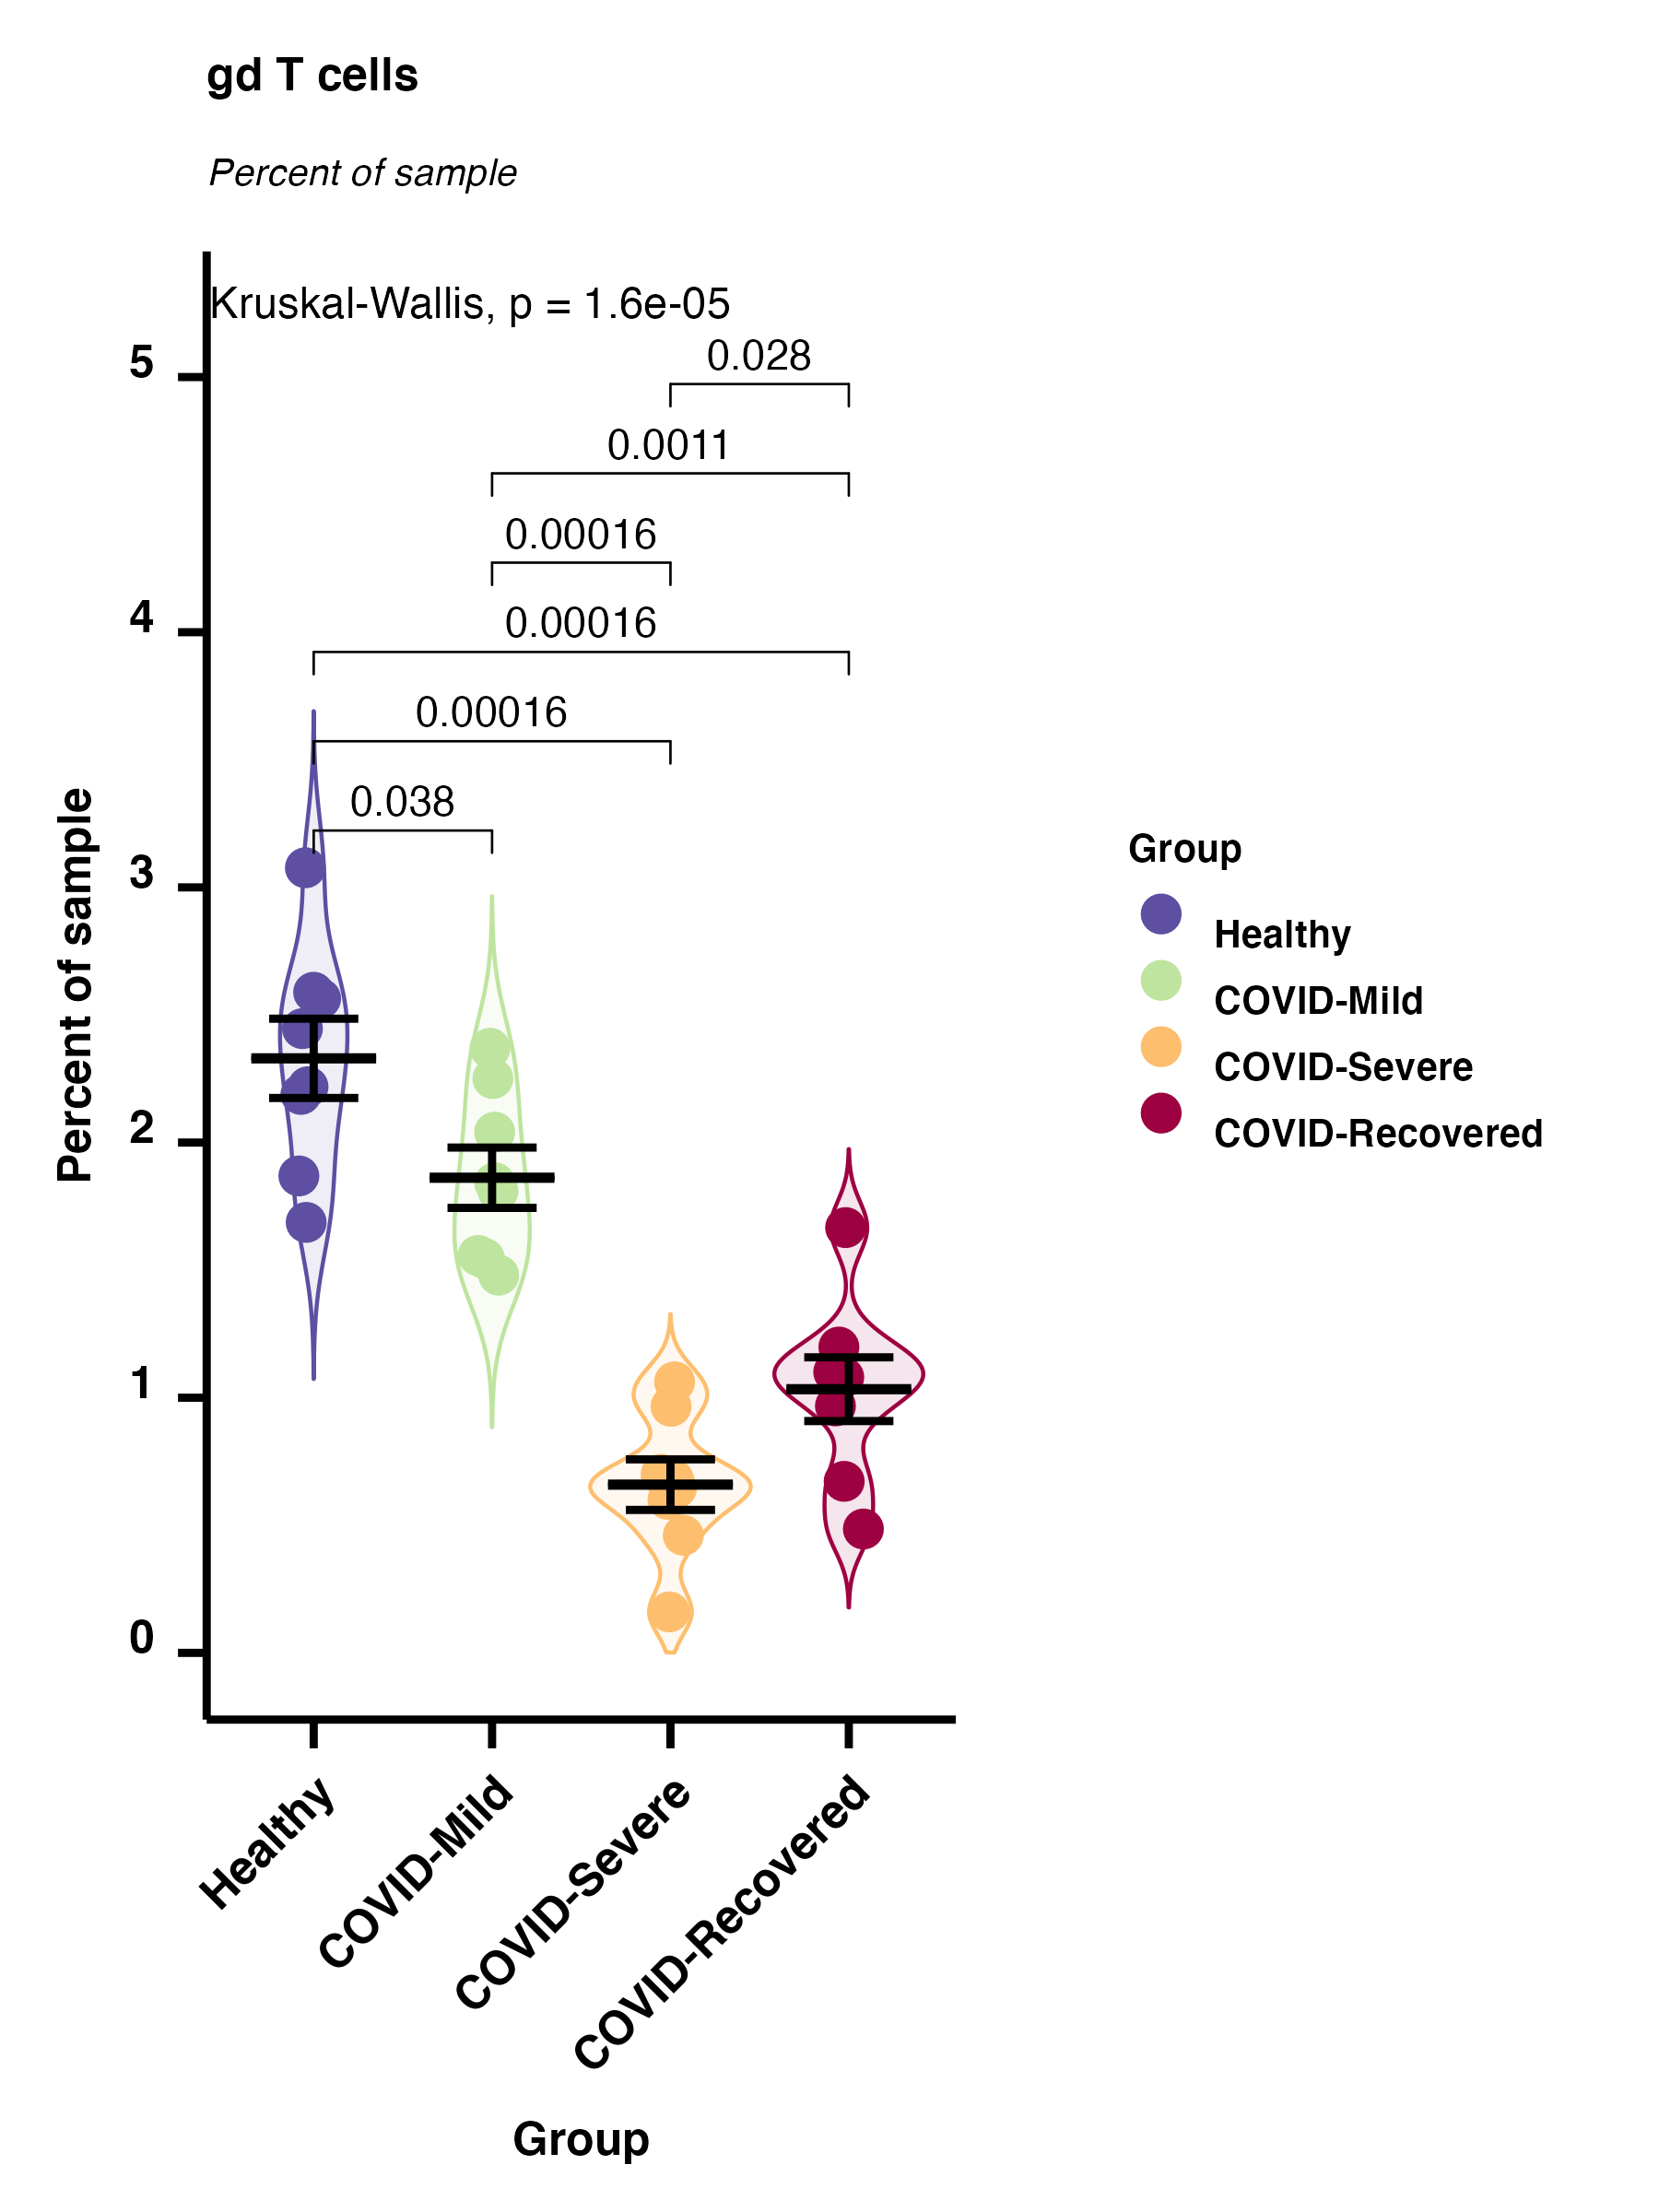 gd T cells
Percent of sample
Kruskal-Wallis, p = 1.6e-05
0.028
0.0011
0.00016
0.00016
0.00016
0.038
5
4
3
2
1
0
Percent of sample
Healthy
COVID-Mild
COVID-Severe
COVID-Recovered
Group
Group
Healthy
COVID-Mild
COVID-Severe
COVID-Recovered